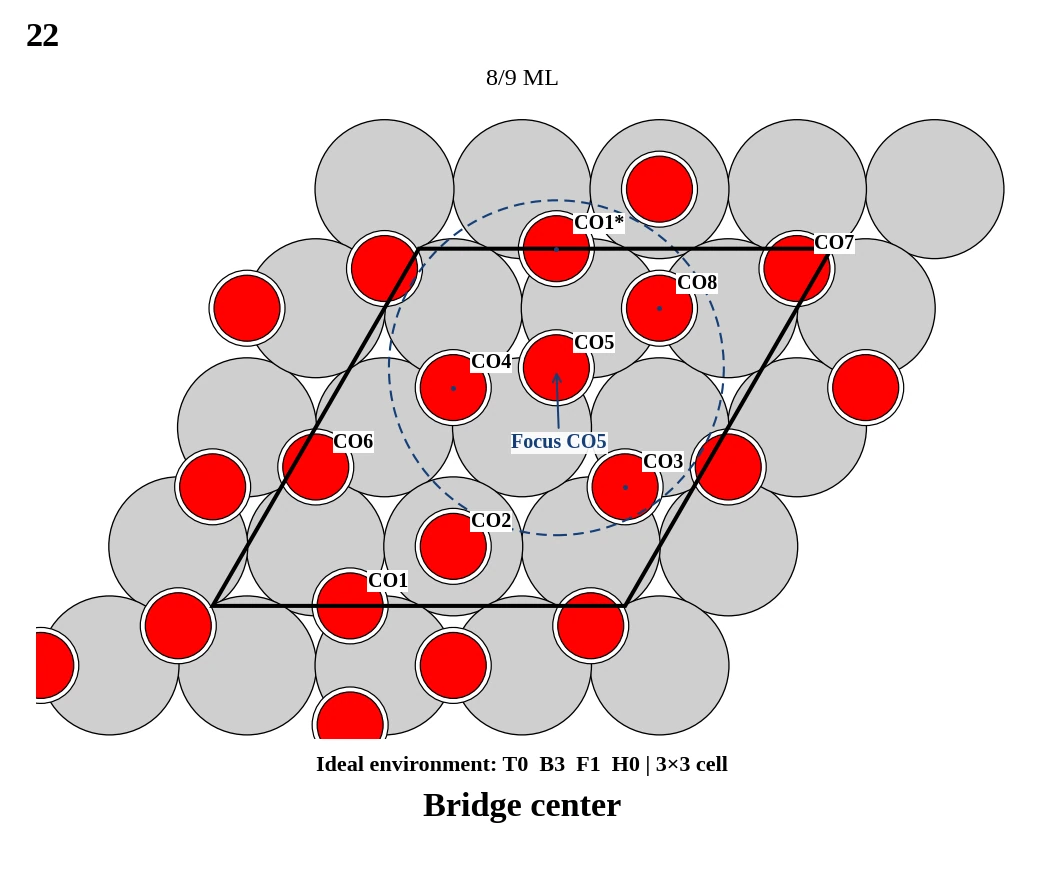 22
8/9 ML
CO1*
CO7
CO8
CO5
CO4
CO6
Focus CO5
CO3
CO2
CO1
Ideal environment: T0  B3  F1  H0 | 3×3 cell
Bridge center